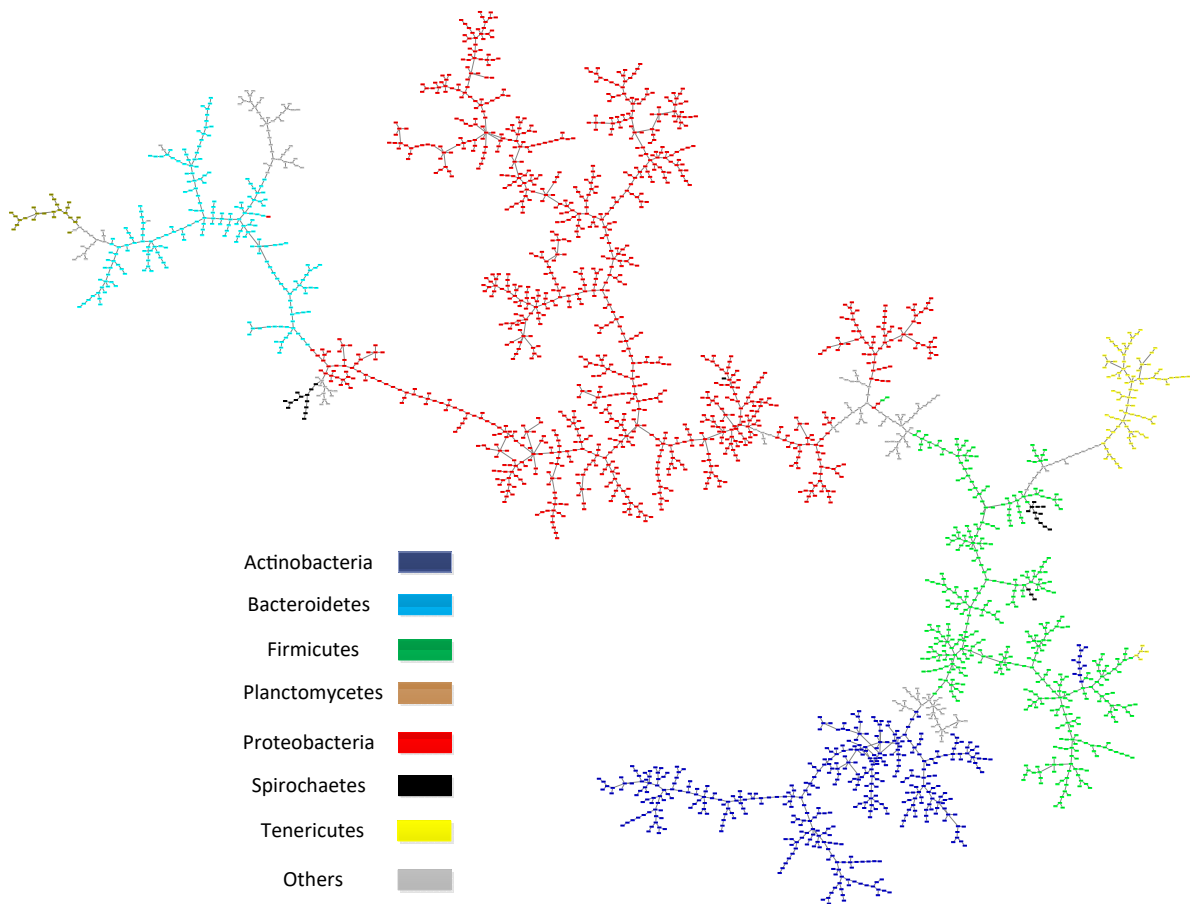 Actinobacteria
Bacteroidetes
Firmicutes
Planctomycetes
Proteobacteria
Spirochaetes
Tenericutes
Others